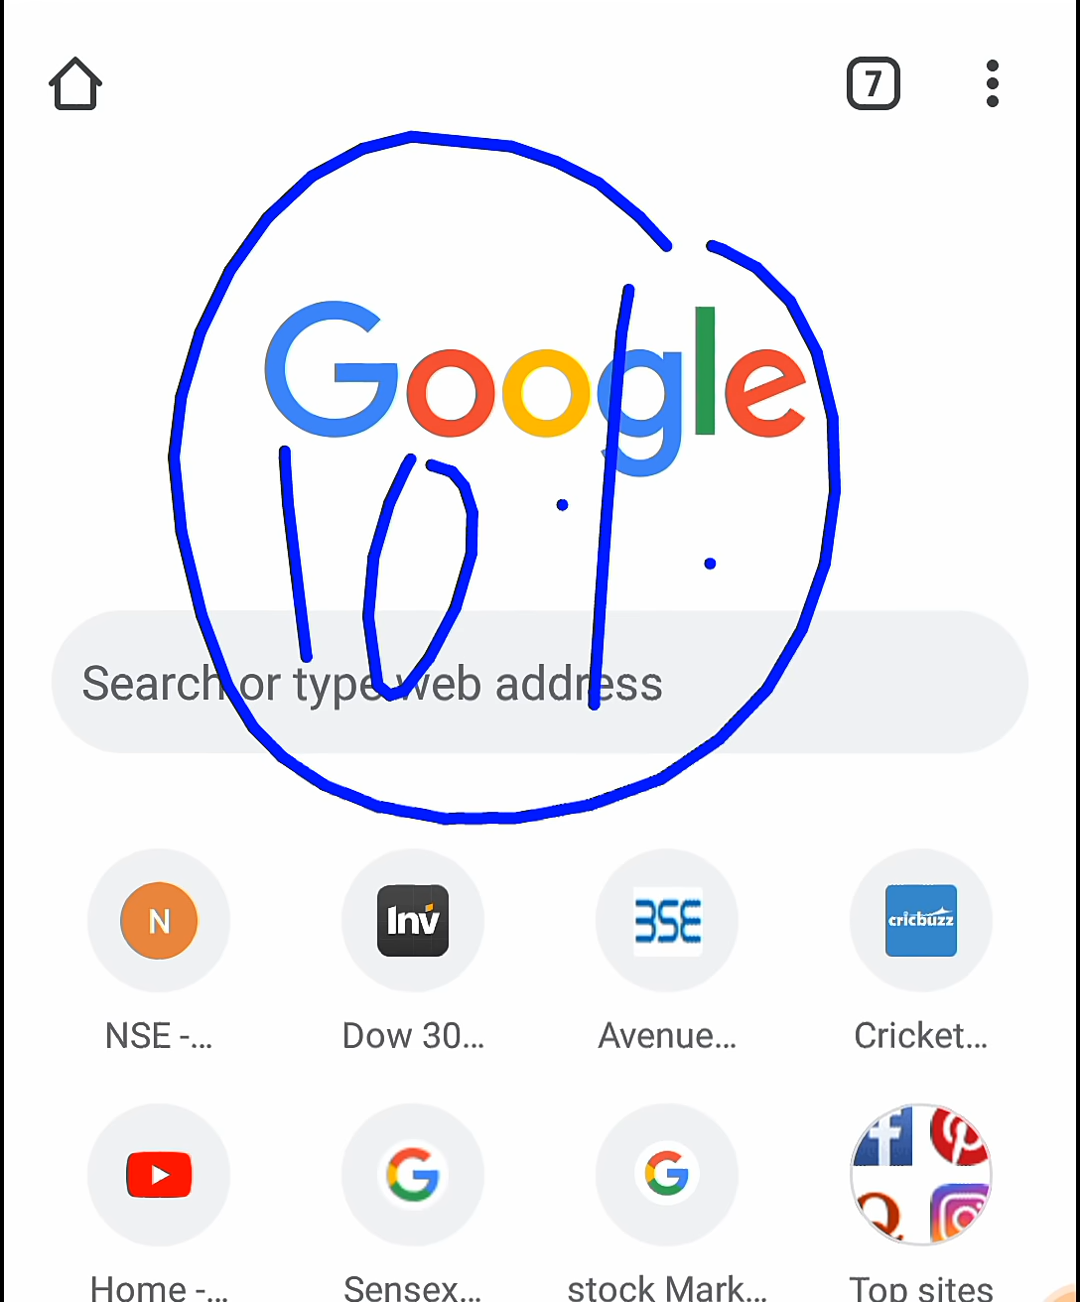 7
Google
10 %
Search or type web address
N Inv BSE cricbuzz
NSE -... Dow 30... Avenue... Cricket...
Home -... Sensex... stock Mark... Top sites